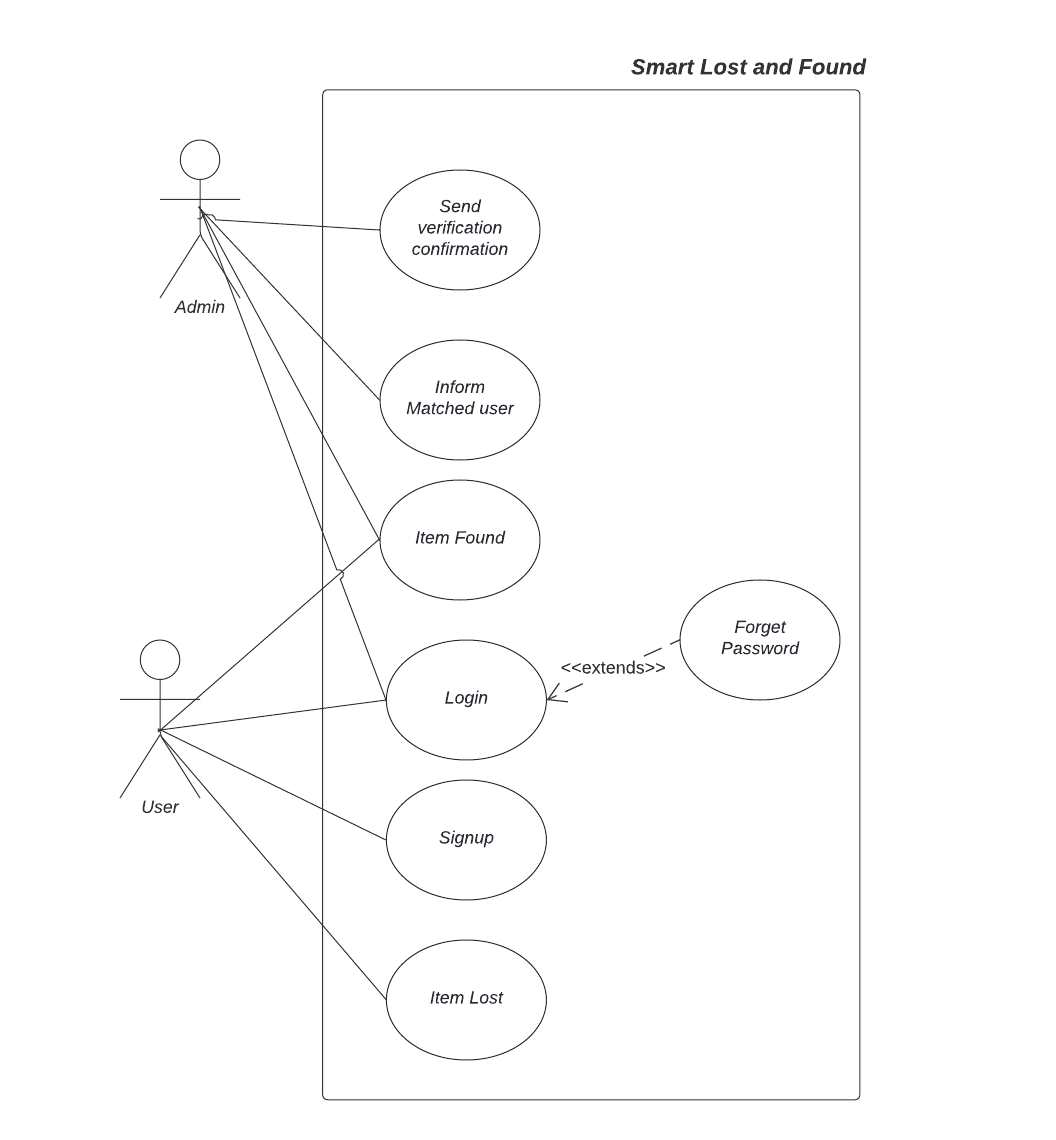 Smart Lost and Found
Send
verification
confirmation
Admin
Inform
Matched user
Item Found
Forget
Password
<<extends>>
Login
User
Signup
Item Lost